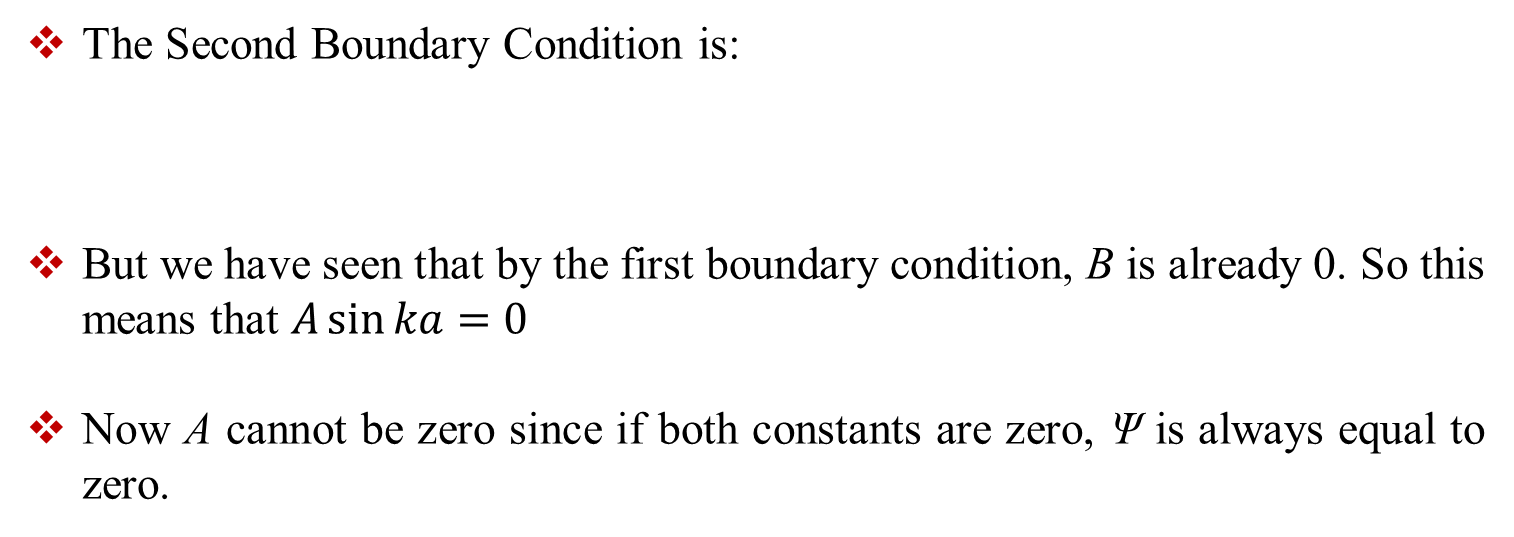 ❖ The Second Boundary Condition is:
❖ But we have seen that by the first boundary condition, B is already 0. So this
means that A sin ka = 0
❖ Now A cannot be zero since if both constants are zero, Ψ is always equal to
zero.